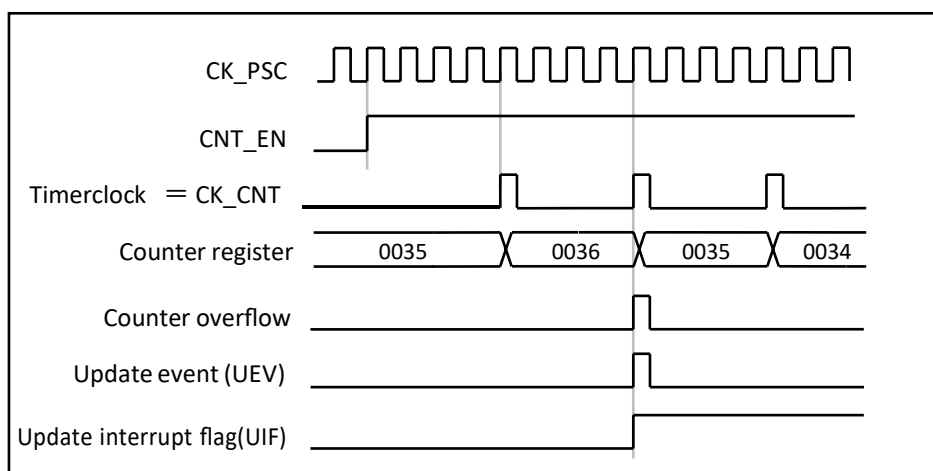 CK_PSC
CNT_EN
Timerclock = CK_CNT
Counter register 0035 0036 0035 0034
Counter overflow
Update event (UEV)
Update interrupt flag(UIF)